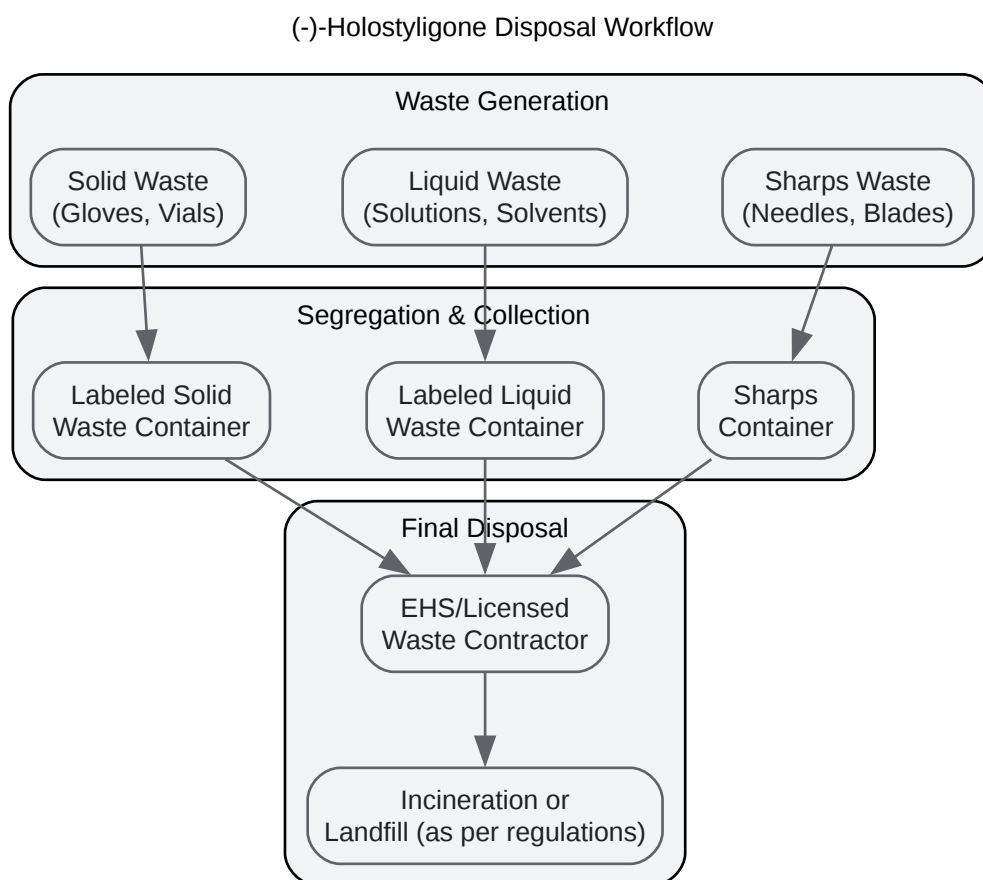 (-)-Holostyligone Disposal Workflow
Waste Generation
Solid Waste
(Gloves, Vials)
Liquid Waste
(Solutions, Solvents)
Sharps Waste
(Needles, Blades)
Segregation & Collection
Labeled Solid
Waste Container
Labeled Liquid
Waste Container
Sharps
Container
Final Disposal
EHS/Licensed
Waste Contractor
Incineration or
Landfill (as per regulations)